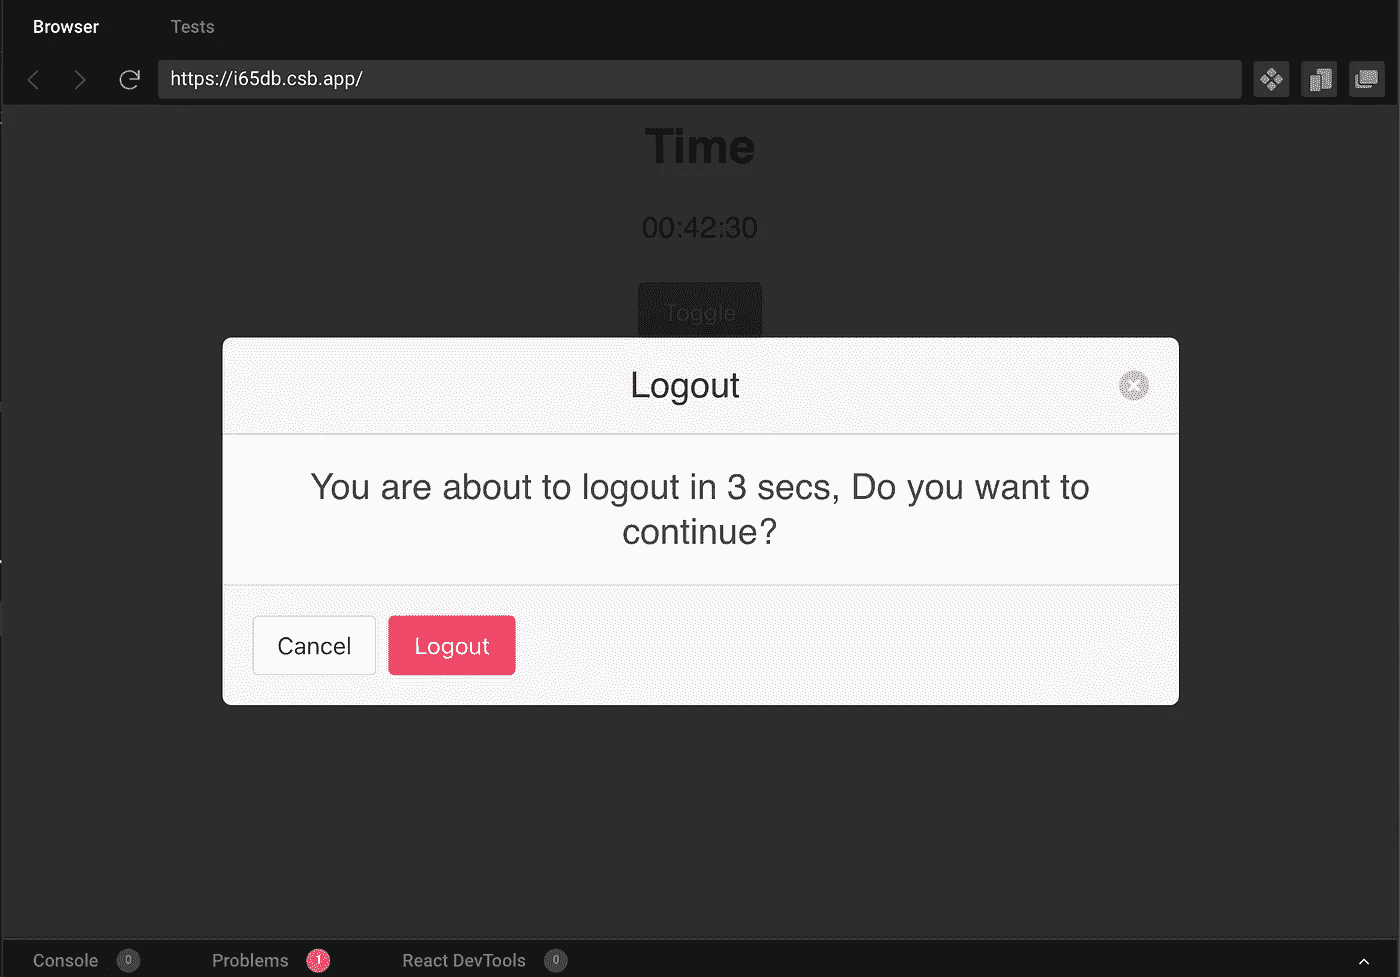 Browser Tests
https://i65db.csb.app/
Time
00:42:30
Toggle
Logout
You are about to logout in 3 secs, Do you want to
continue?
Cancel Logout
Console 0 Problems 1 React DevTools 0